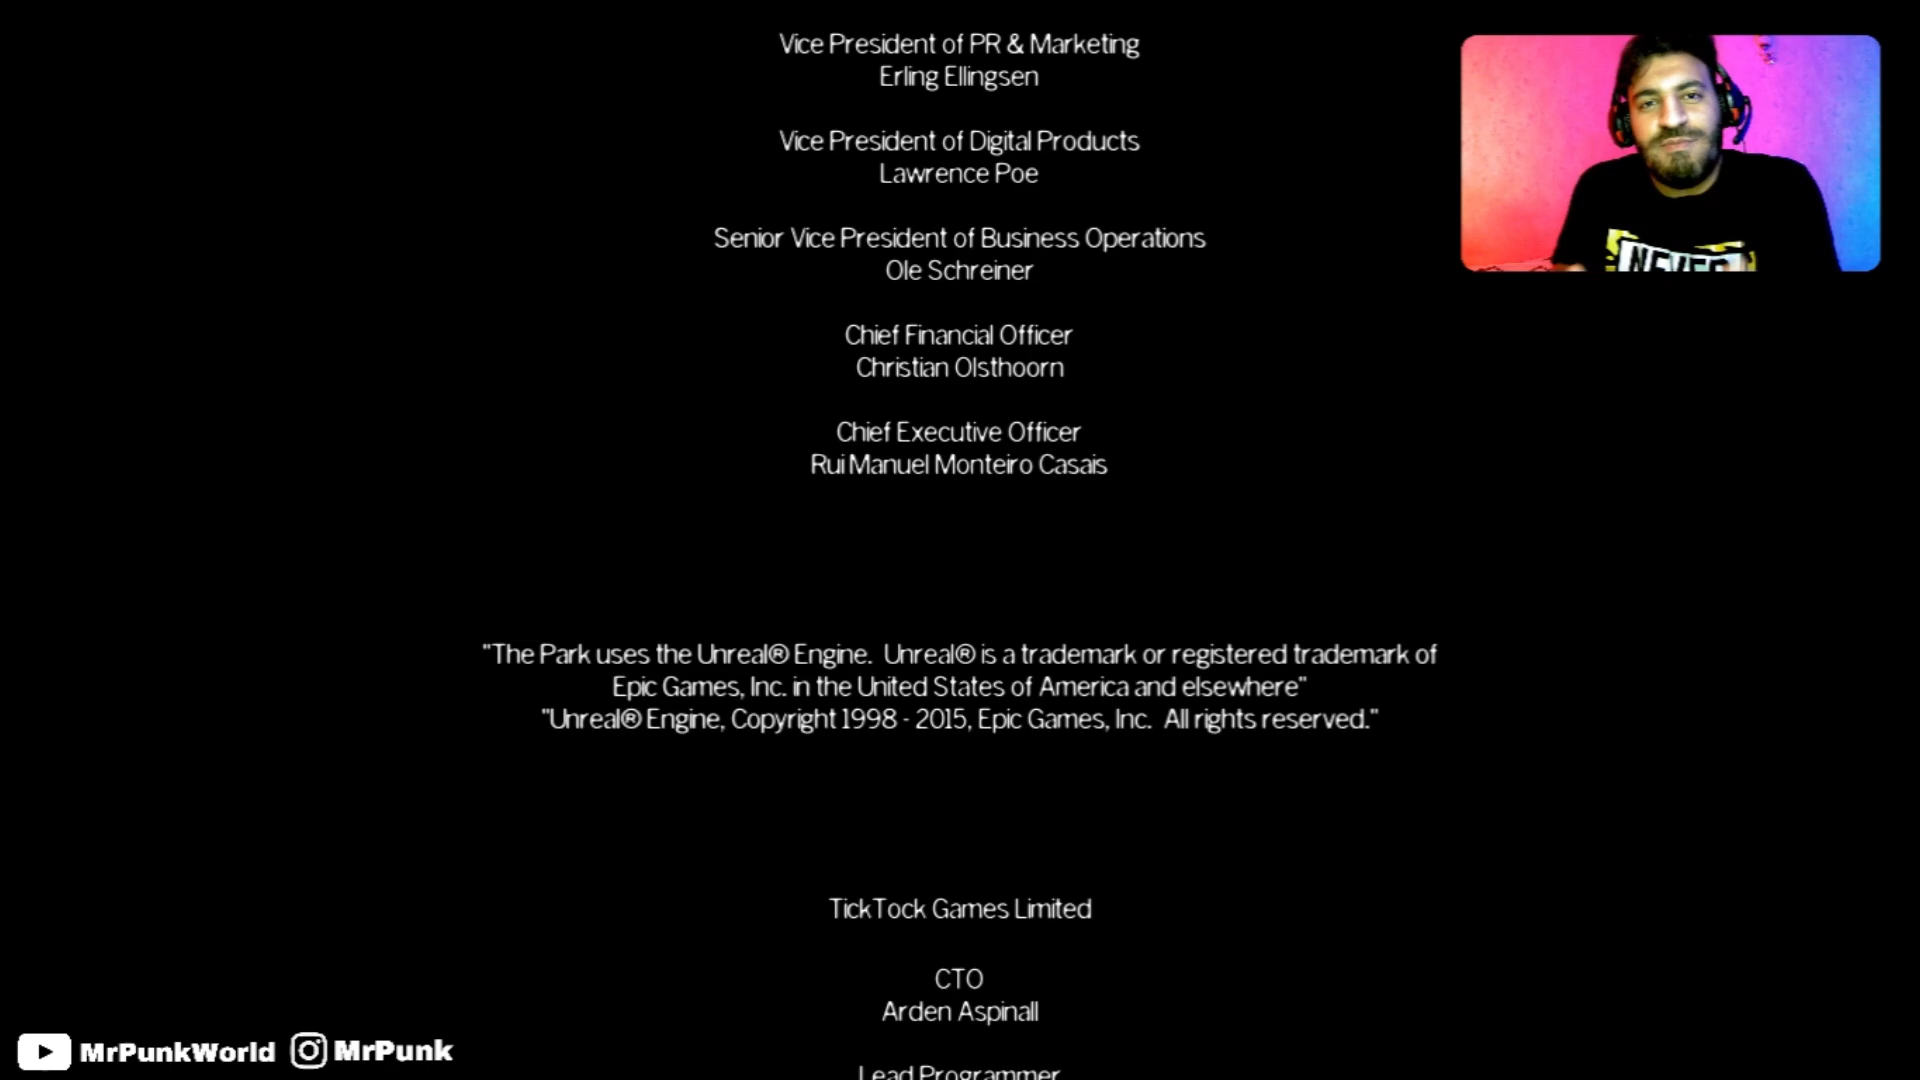 Vice President of PR & Marketing
Erling Ellingsen
Vice President of Digital Products
Lawrence Poe
Senior Vice President of Business Operations
Ole Schreiner
Chief Financial Officer
Christian Olsthoorn
Chief Executive Officer
Rui Manuel Monteiro Casais
"The Park uses the Unreal® Engine.  Unreal® is a trademark or registered trademark of
Epic Games, Inc. in the United States of America and elsewhere"
"Unreal® Engine, Copyright 1998 - 2015, Epic Games, Inc.  All rights reserved."
TickTock Games Limited
CTO
Arden Aspinall
Lead Programmer
NEVER
MrPunkWorld MrPunk